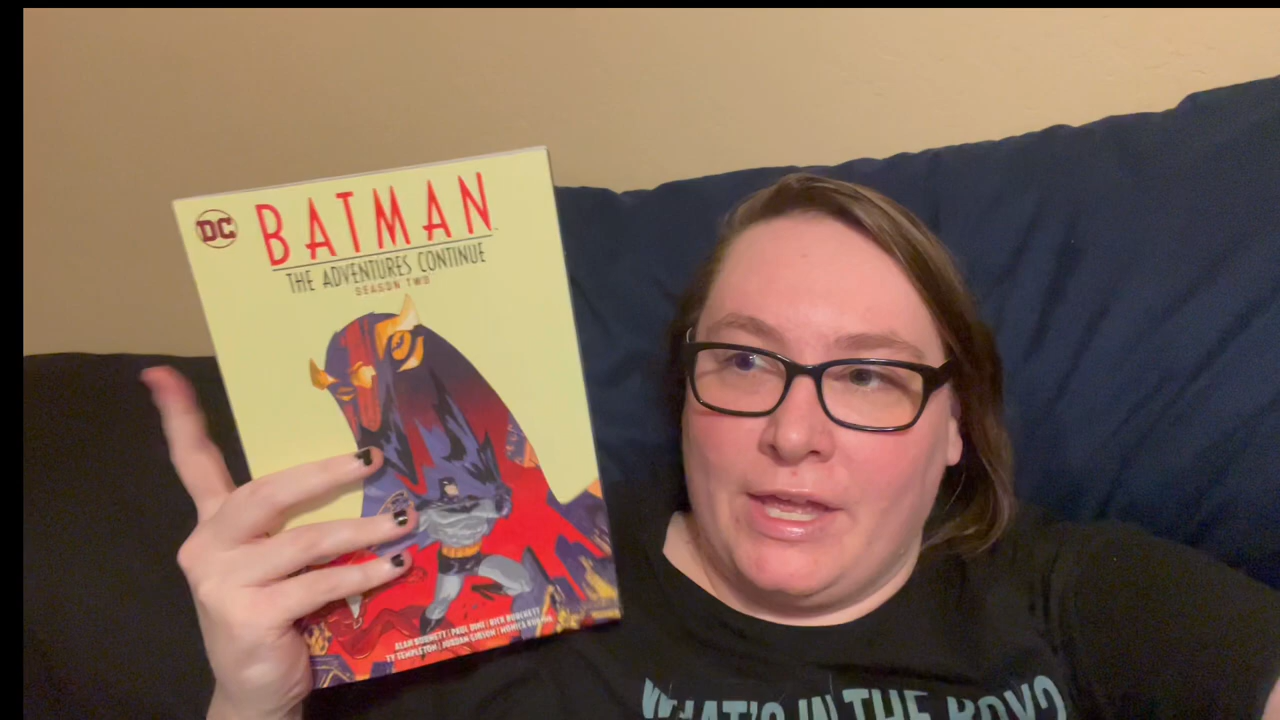 DC
BATMAN
THE ADVENTURES CONTINUE
SEASON TWO
ALAN BURNETT | PAUL DINI | RICK BURCHETT
TY TEMPLETON | JORDAN GIBSON | MONICA KUBINA
WHAT'S IN THE BOX?